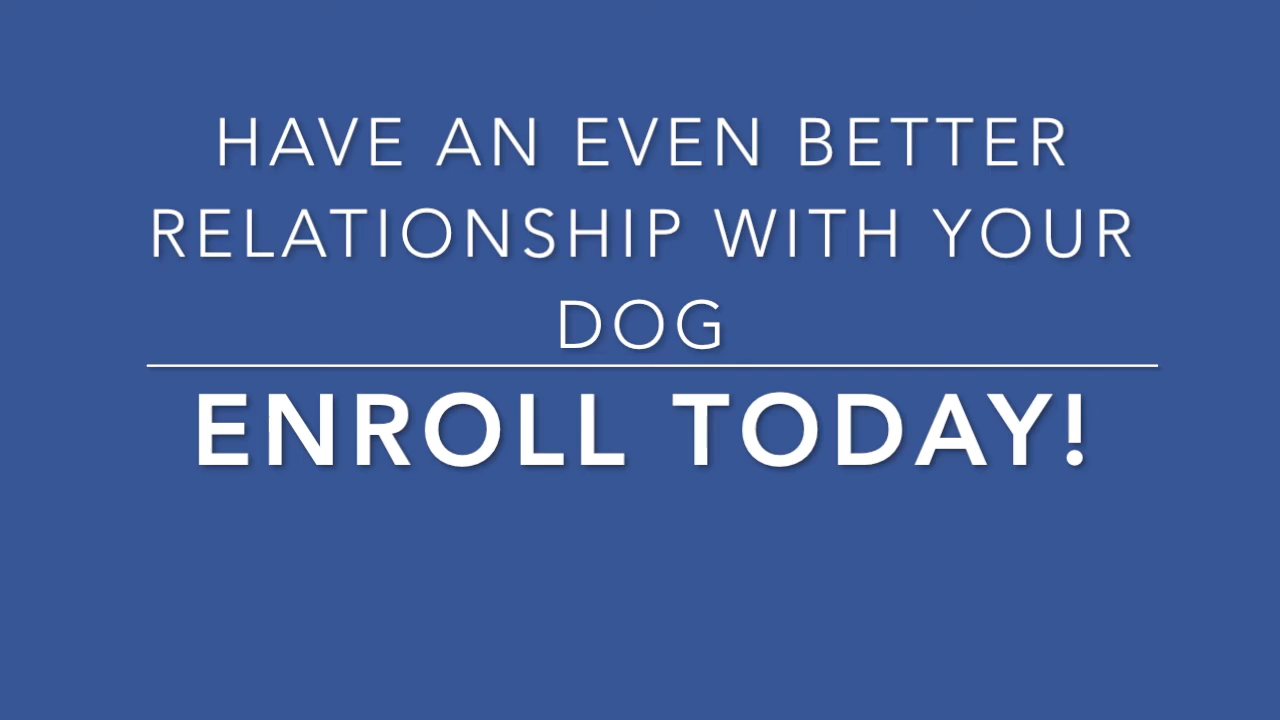 HAVE AN EVEN BETTER
RELATIONSHIP WITH YOUR
DOG
ENROLL TODAY!